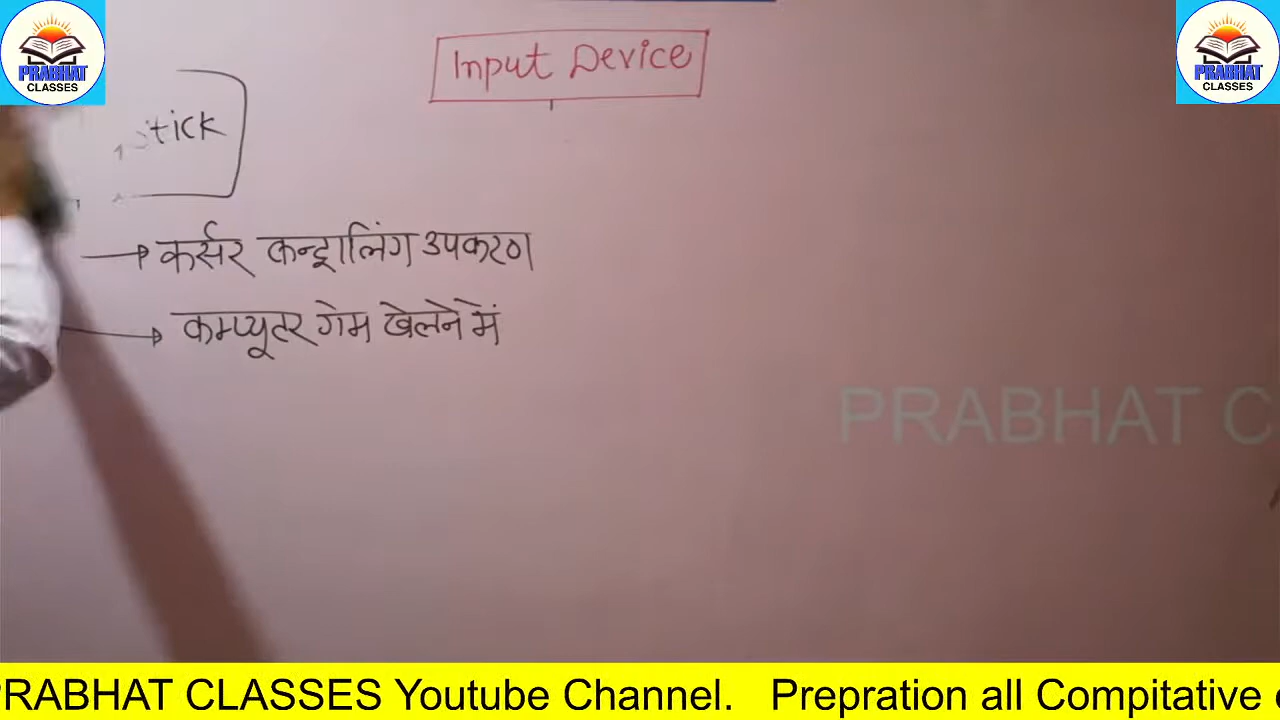 PRABHAT
CLASSES
Input Device
PRABHAT
CLASSES
stick
कर्सर कन्ट्रालिंग उपकरण
कम्प्यूटर गेम खेलने में
PRABHAT C
PRABHAT CLASSES Youtube Channel. Prepration all Compitative